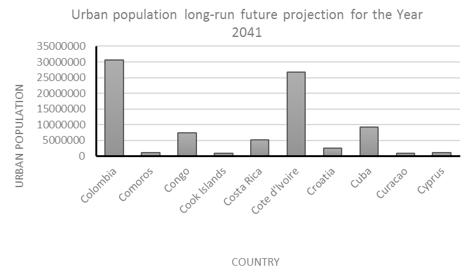 Urban population long-run future projection for the Year
2041
35000000
30000000
25000000
20000000
15000000
10000000
5000000
0
URBAN POPULATION
Colombia
Comoros
Congo
Cook Islands
Costa Rica
Cote d'Ivoire
Croatia
Cuba
Curacao
Cyprus
COUNTRY